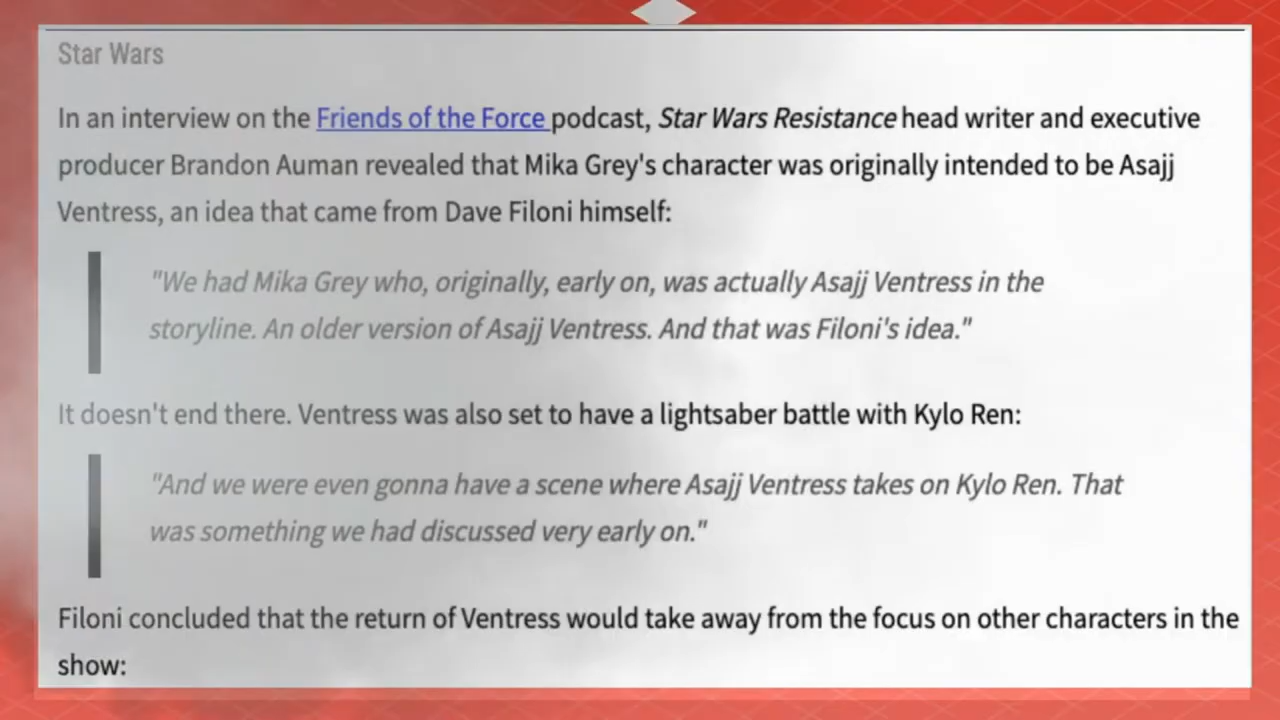 Star Wars
In an interview on the Friends of the Force podcast, Star Wars Resistance head writer and executive
producer Brandon Auman revealed that Mika Grey's character was originally intended to be Asajj
Ventress, an idea that came from Dave Filoni himself:
"We had Mika Grey who, originally, early on, was actually Asajj Ventress in the
storyline. An older version of Asajj Ventress. And that was Filoni's idea."
It doesn't end there. Ventress was also set to have a lightsaber battle with Kylo Ren:
"And we were even gonna have a scene where Asajj Ventress takes on Kylo Ren. That
was something we had discussed very early on."
Filoni concluded that the return of Ventress would take away from the focus on other characters in the
show: